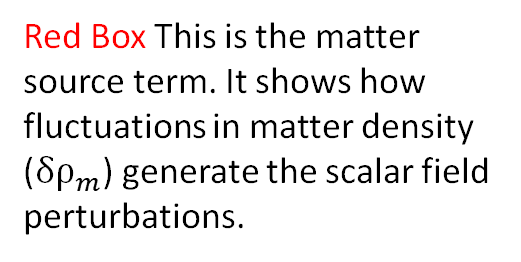 Red Box This is the matter
source term. It shows how
fluctuations in matter density
(δρₘ) generate the scalar field
perturbations.